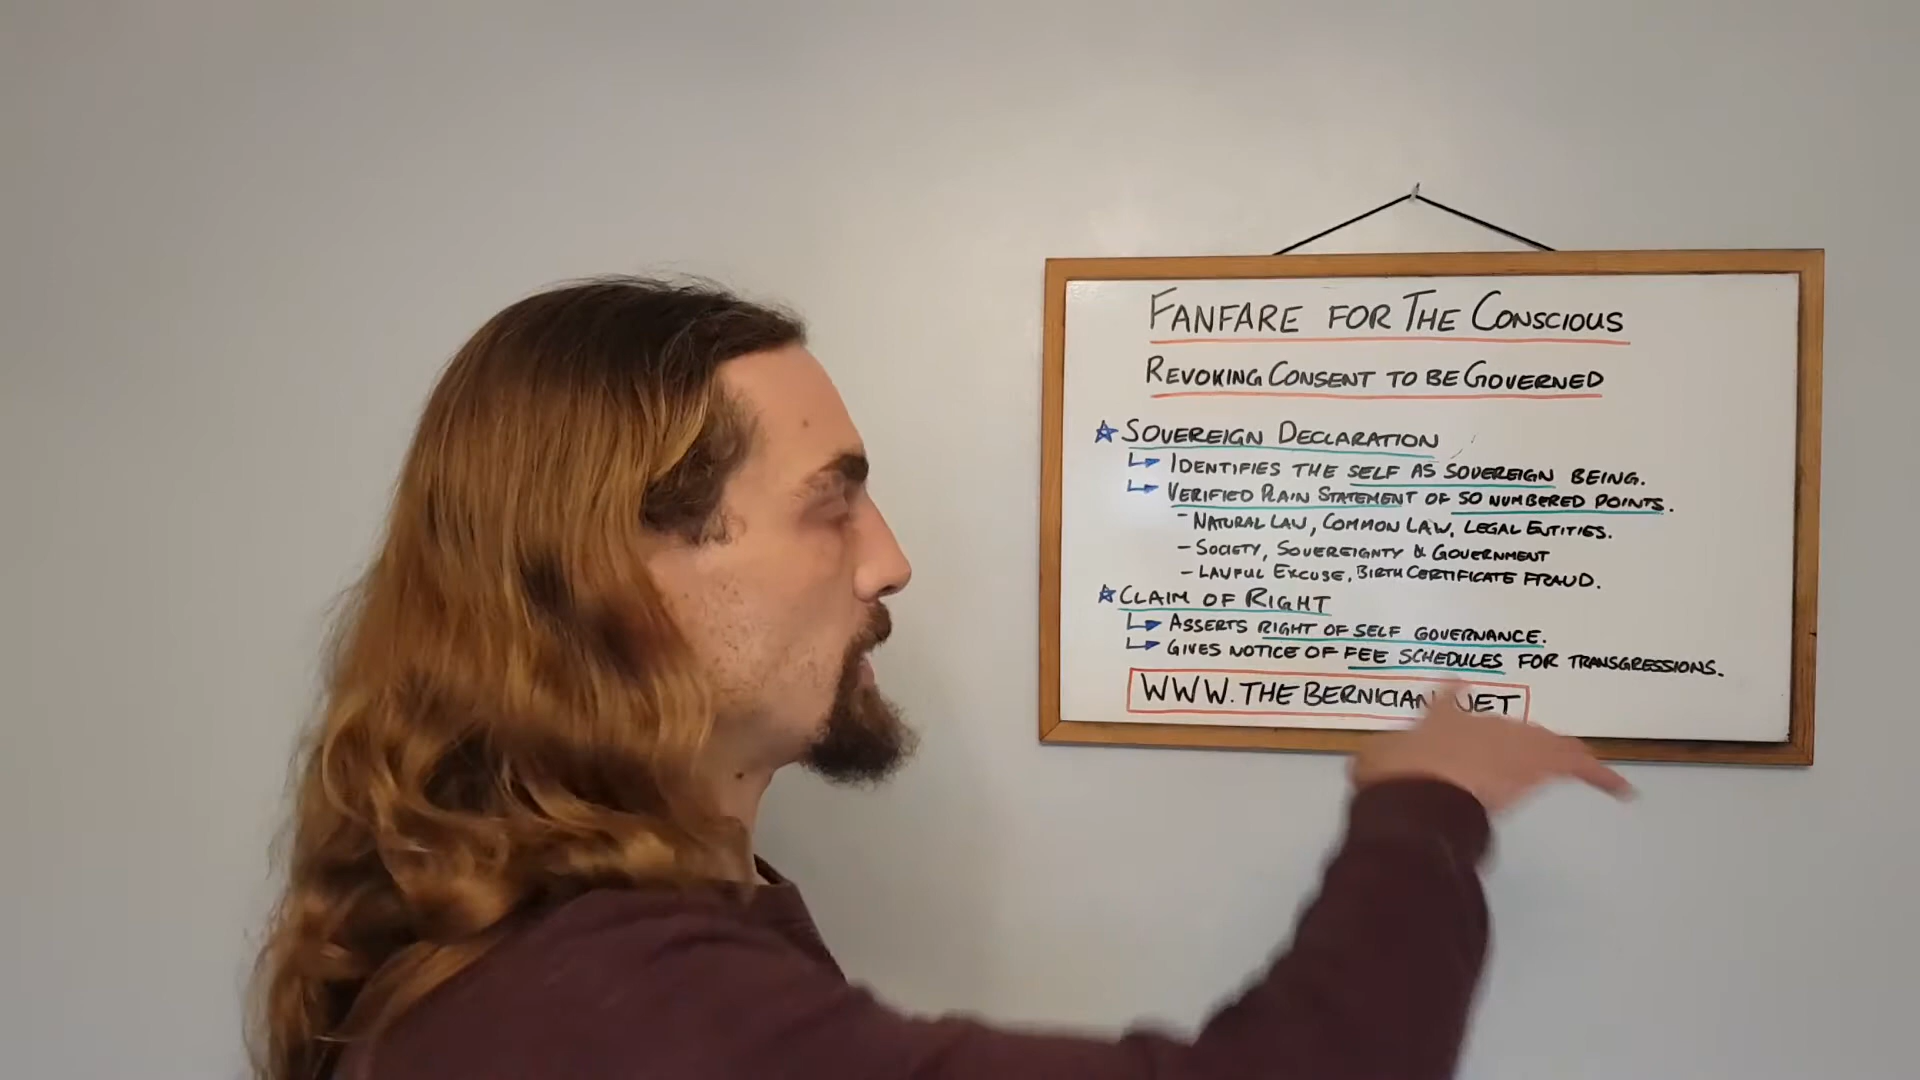 FANFARE FOR THE CONSCIOUS
REVOKING CONSENT TO BE GOVERNED
☆ SOVEREIGN DECLARATION
↳ IDENTIFIES THE SELF AS SOVEREIGN BEING.
↳ VERIFIED PLAIN STATEMENT OF 50 NUMBERED POINTS.
- NATURAL LAW, COMMON LAW, LEGAL ENTITIES.
- SOCIETY, SOVEREIGNTY & GOVERNMENT
- LAWFUL EXCUSE, BIRTH CERTIFICATE FRAUD.
☆ CLAIM OF RIGHT
↳ ASSERTS RIGHT OF SELF GOVERNANCE.
↳ GIVES NOTICE OF FEE SCHEDULES FOR TRANSGRESSIONS.
WWW.THEBERNICIAN.NET